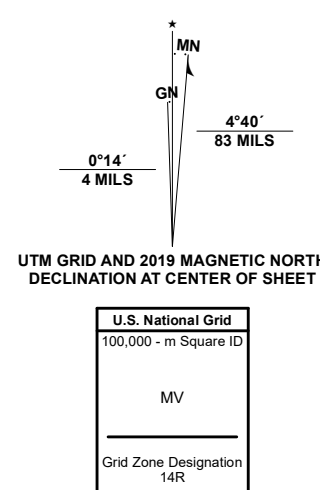 ★
MN
GN
4°40´
83 MILS
0°14´
4 MILS
UTM GRID AND 2019 MAGNETIC NORTH
DECLINATION AT CENTER OF SHEET
U.S. National Grid
100,000 - m Square ID
MV
Grid Zone Designation
14R